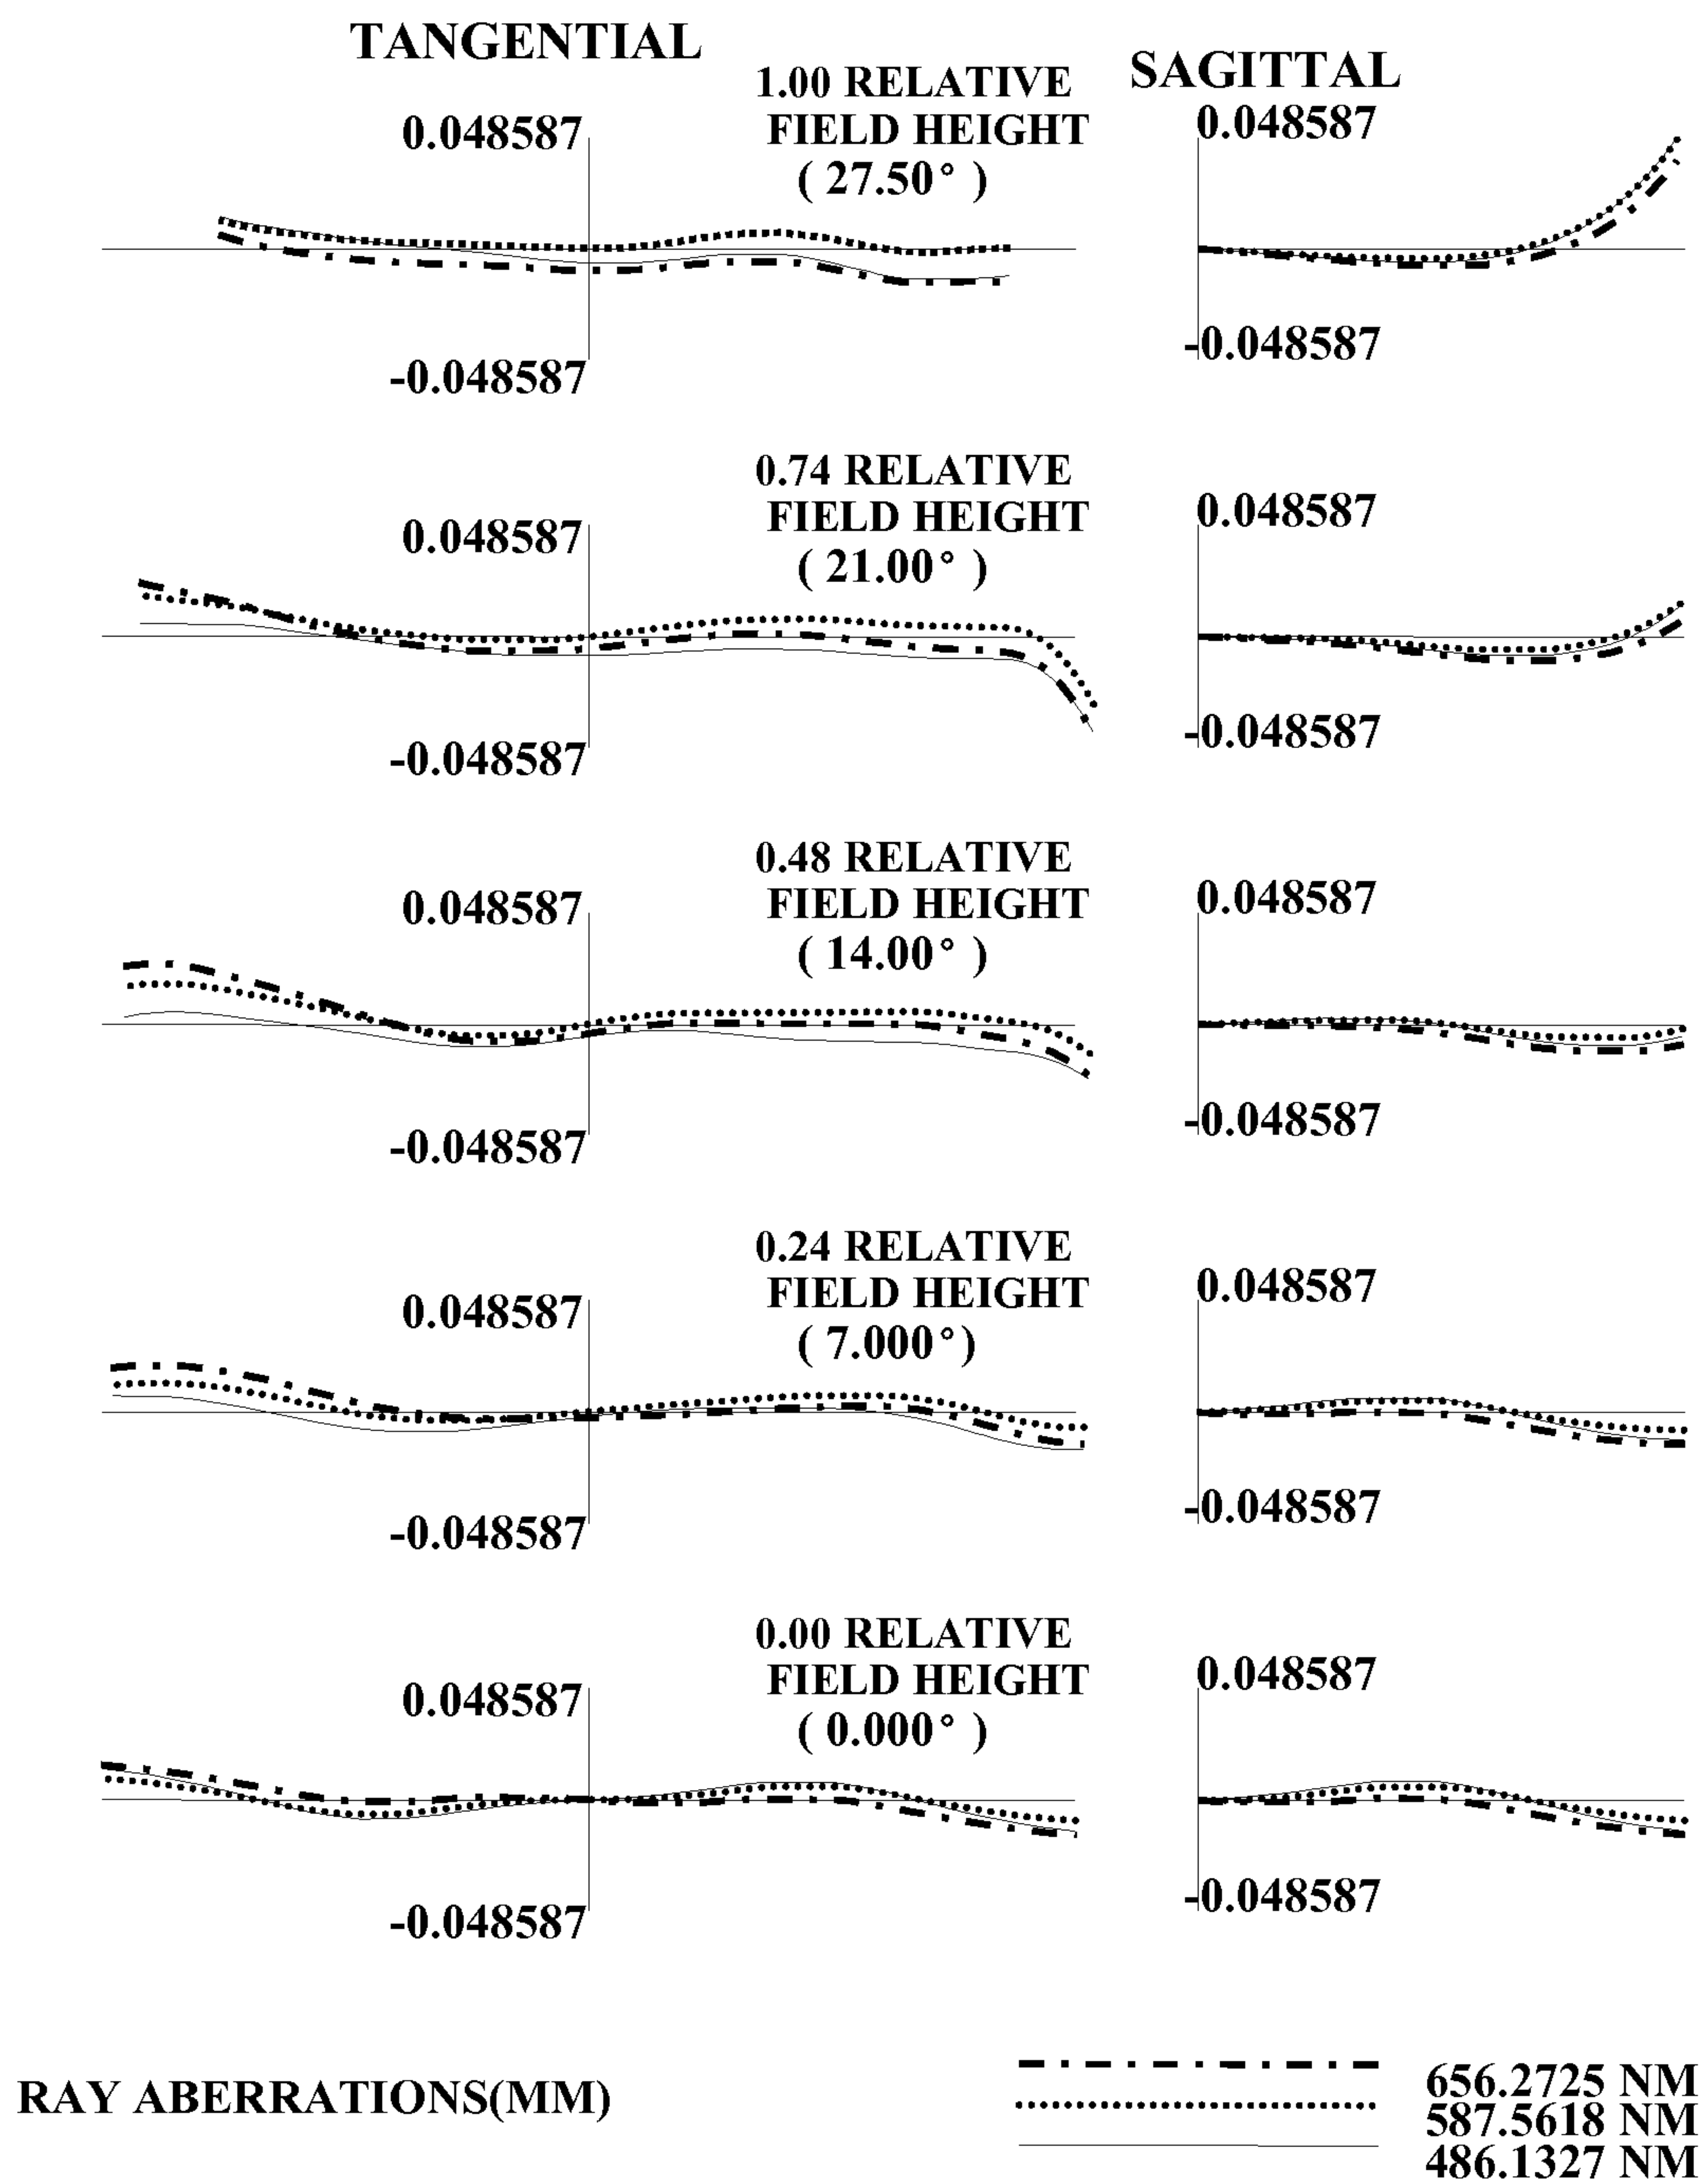 TANGENTIAL
SAGITTAL
1.00 RELATIVE
FIELD HEIGHT
( 27.50° )
0.048587
0.048587
-0.048587
-0.048587
0.74 RELATIVE
FIELD HEIGHT
( 21.00° )
0.048587
0.048587
-0.048587
-0.048587
0.48 RELATIVE
FIELD HEIGHT
( 14.00° )
0.048587
0.048587
-0.048587
-0.048587
0.24 RELATIVE
FIELD HEIGHT
( 7.000° )
0.048587
0.048587
-0.048587
-0.048587
0.00 RELATIVE
FIELD HEIGHT
( 0.000° )
0.048587
0.048587
-0.048587
-0.048587
RAY ABERRATIONS(MM)
656.2725 NM
587.5618 NM
486.1327 NM